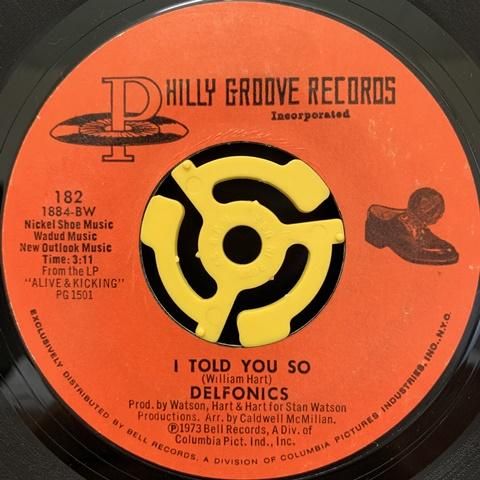 PHILLY GROOVE RECORDS
Incorporated
182
1884-BW
Nickel Shoe Music
Wadud Music
New Outlook Music
Time: 3:11
From the LP
"ALIVE & KICKING"
PG 1501
I TOLD YOU SO
(William Hart)
DELFONICS
Prod. by Watson, Hart & Hart for Stan Watson
Productions. Arr. by Caldwell McMillan.
Ⓟ1973 Bell Records, A Div. of
Columbia Pict. Ind., Inc.
EXCLUSIVELY DISTRIBUTED BY BELL RECORDS, A DIVISION OF COLUMBIA PICTURES INDUSTRIES, INC., N.Y.O.